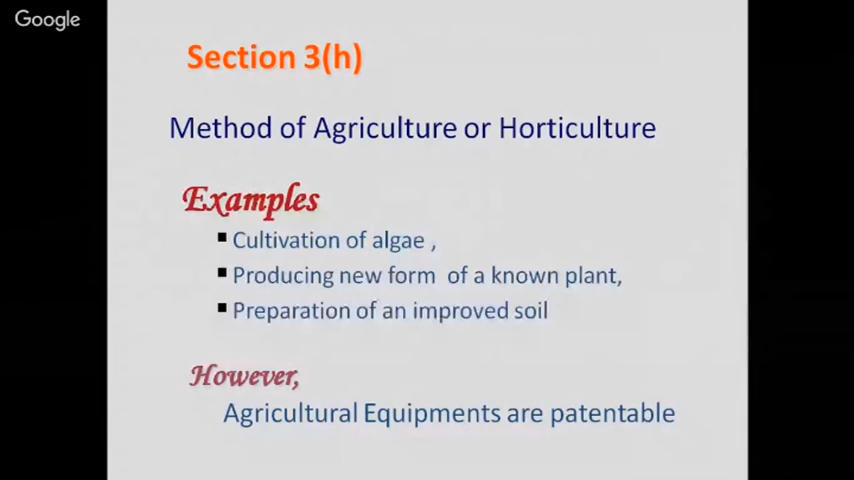 Google
Section 3(h)
Method of Agriculture or Horticulture
Examples
▪ Cultivation of algae ,
▪ Producing new form of a known plant,
▪ Preparation of an improved soil
However,
Agricultural Equipments are patentable